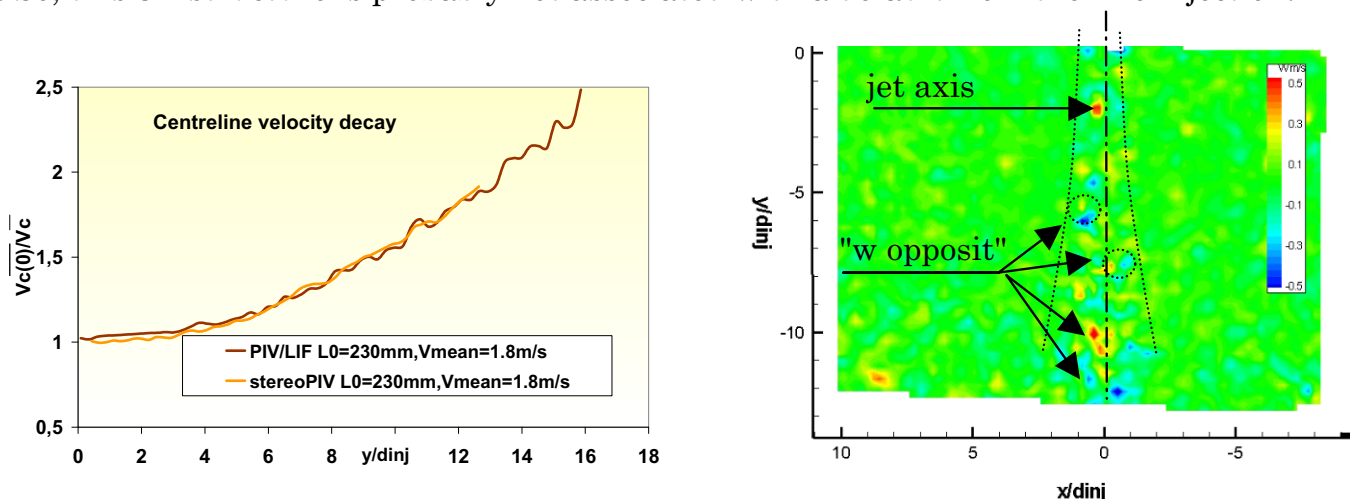 Centreline velocity decay
2,5
2
1,5
1
0,5
Vc(0)/Vc
PIV/LIF L0=230mm,Vmean=1.8m/s
stereoPIV L0=230mm,Vmean=1.8m/s
0 2 4 6 8 10 12 14 16 18
y/dinj
jet axis
"w opposit"
0
-5
-10
y/dinj
10 5 0 -5
x/dinj
Wm/s
0.5
0.3
0.1
-0.1
-0.3
-0.5